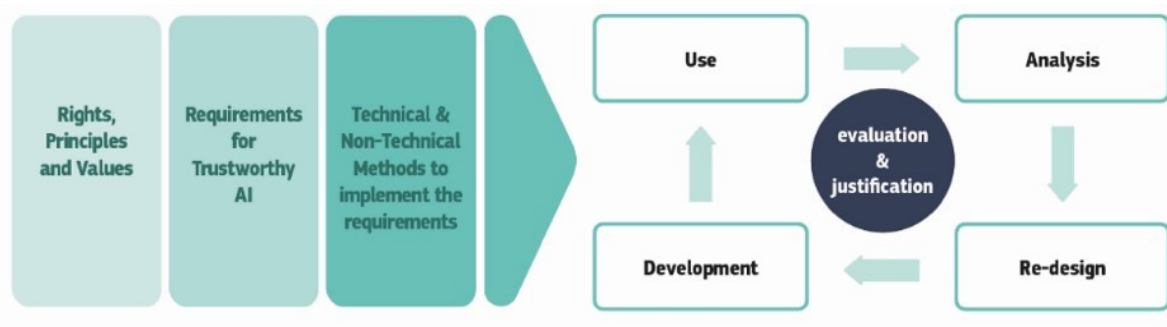 Rights,
Principles
and Values
Requirements
for
Trustworthy
AI
Technical &
Non-Technical
Methods to
implement the
requirements
Use
Analysis
evaluation
&
justification
Development
Re-design